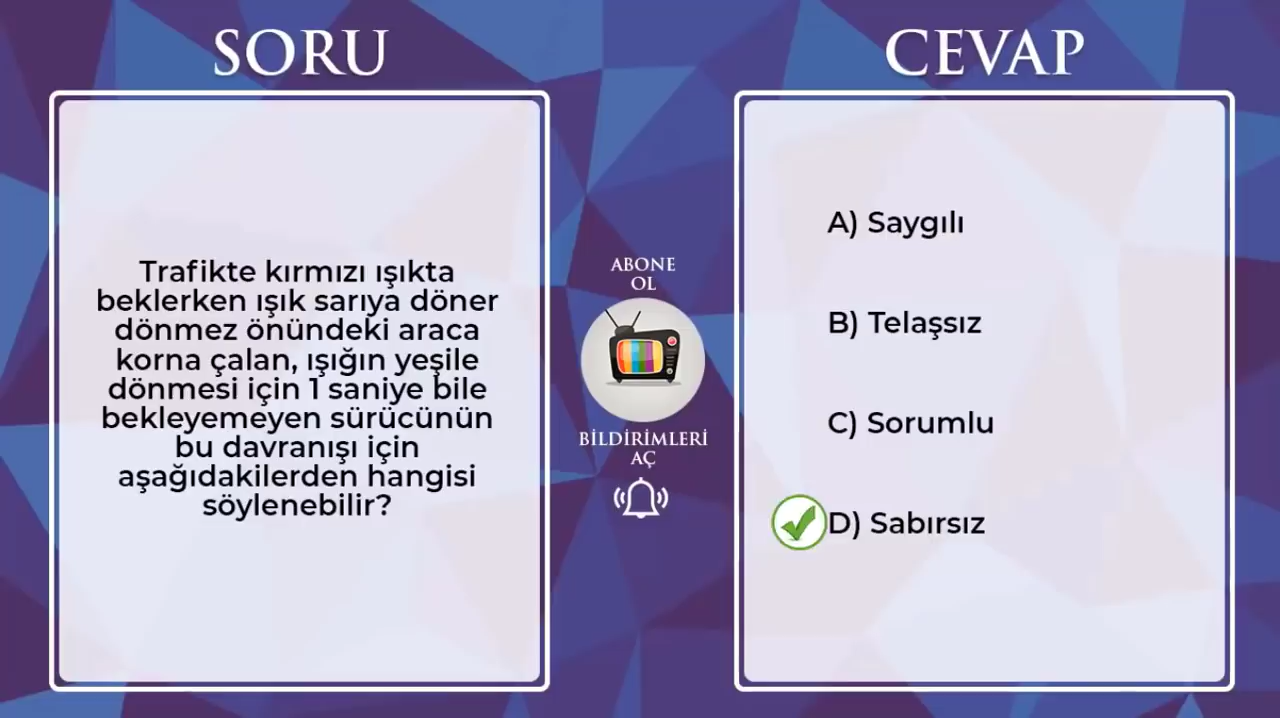 SORU
Trafikte kırmızı ışıkta
beklerken ışık sarıya döner
dönmez önündeki araca
korna çalan, ışığın yeşile
dönmesi için 1 saniye bile
bekleyemeyen sürücünün
bu davranışı için
aşağıdakilerden hangisi
söylenebilir?
ABONE
OL
BİLDİRİMLERİ
AÇ
CEVAP
A) Saygılı
B) Telaşsız
C) Sorumlu
D) Sabırsız